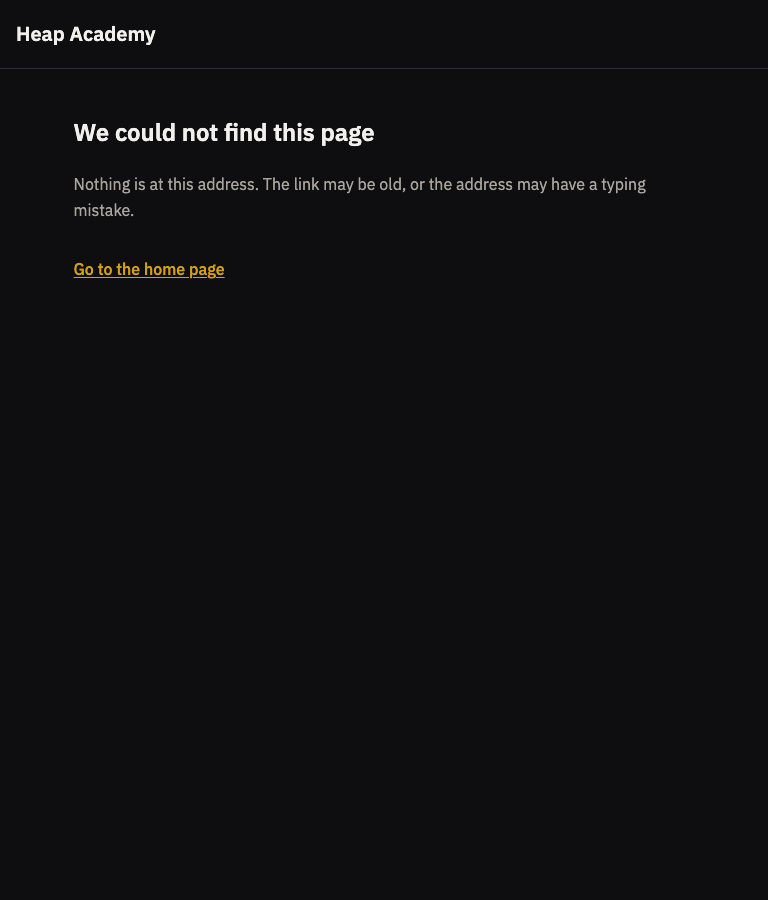 Heap Academy
We could not find this page
Nothing is at this address. The link may be old, or the address may have a typing
mistake.
Go to the home page